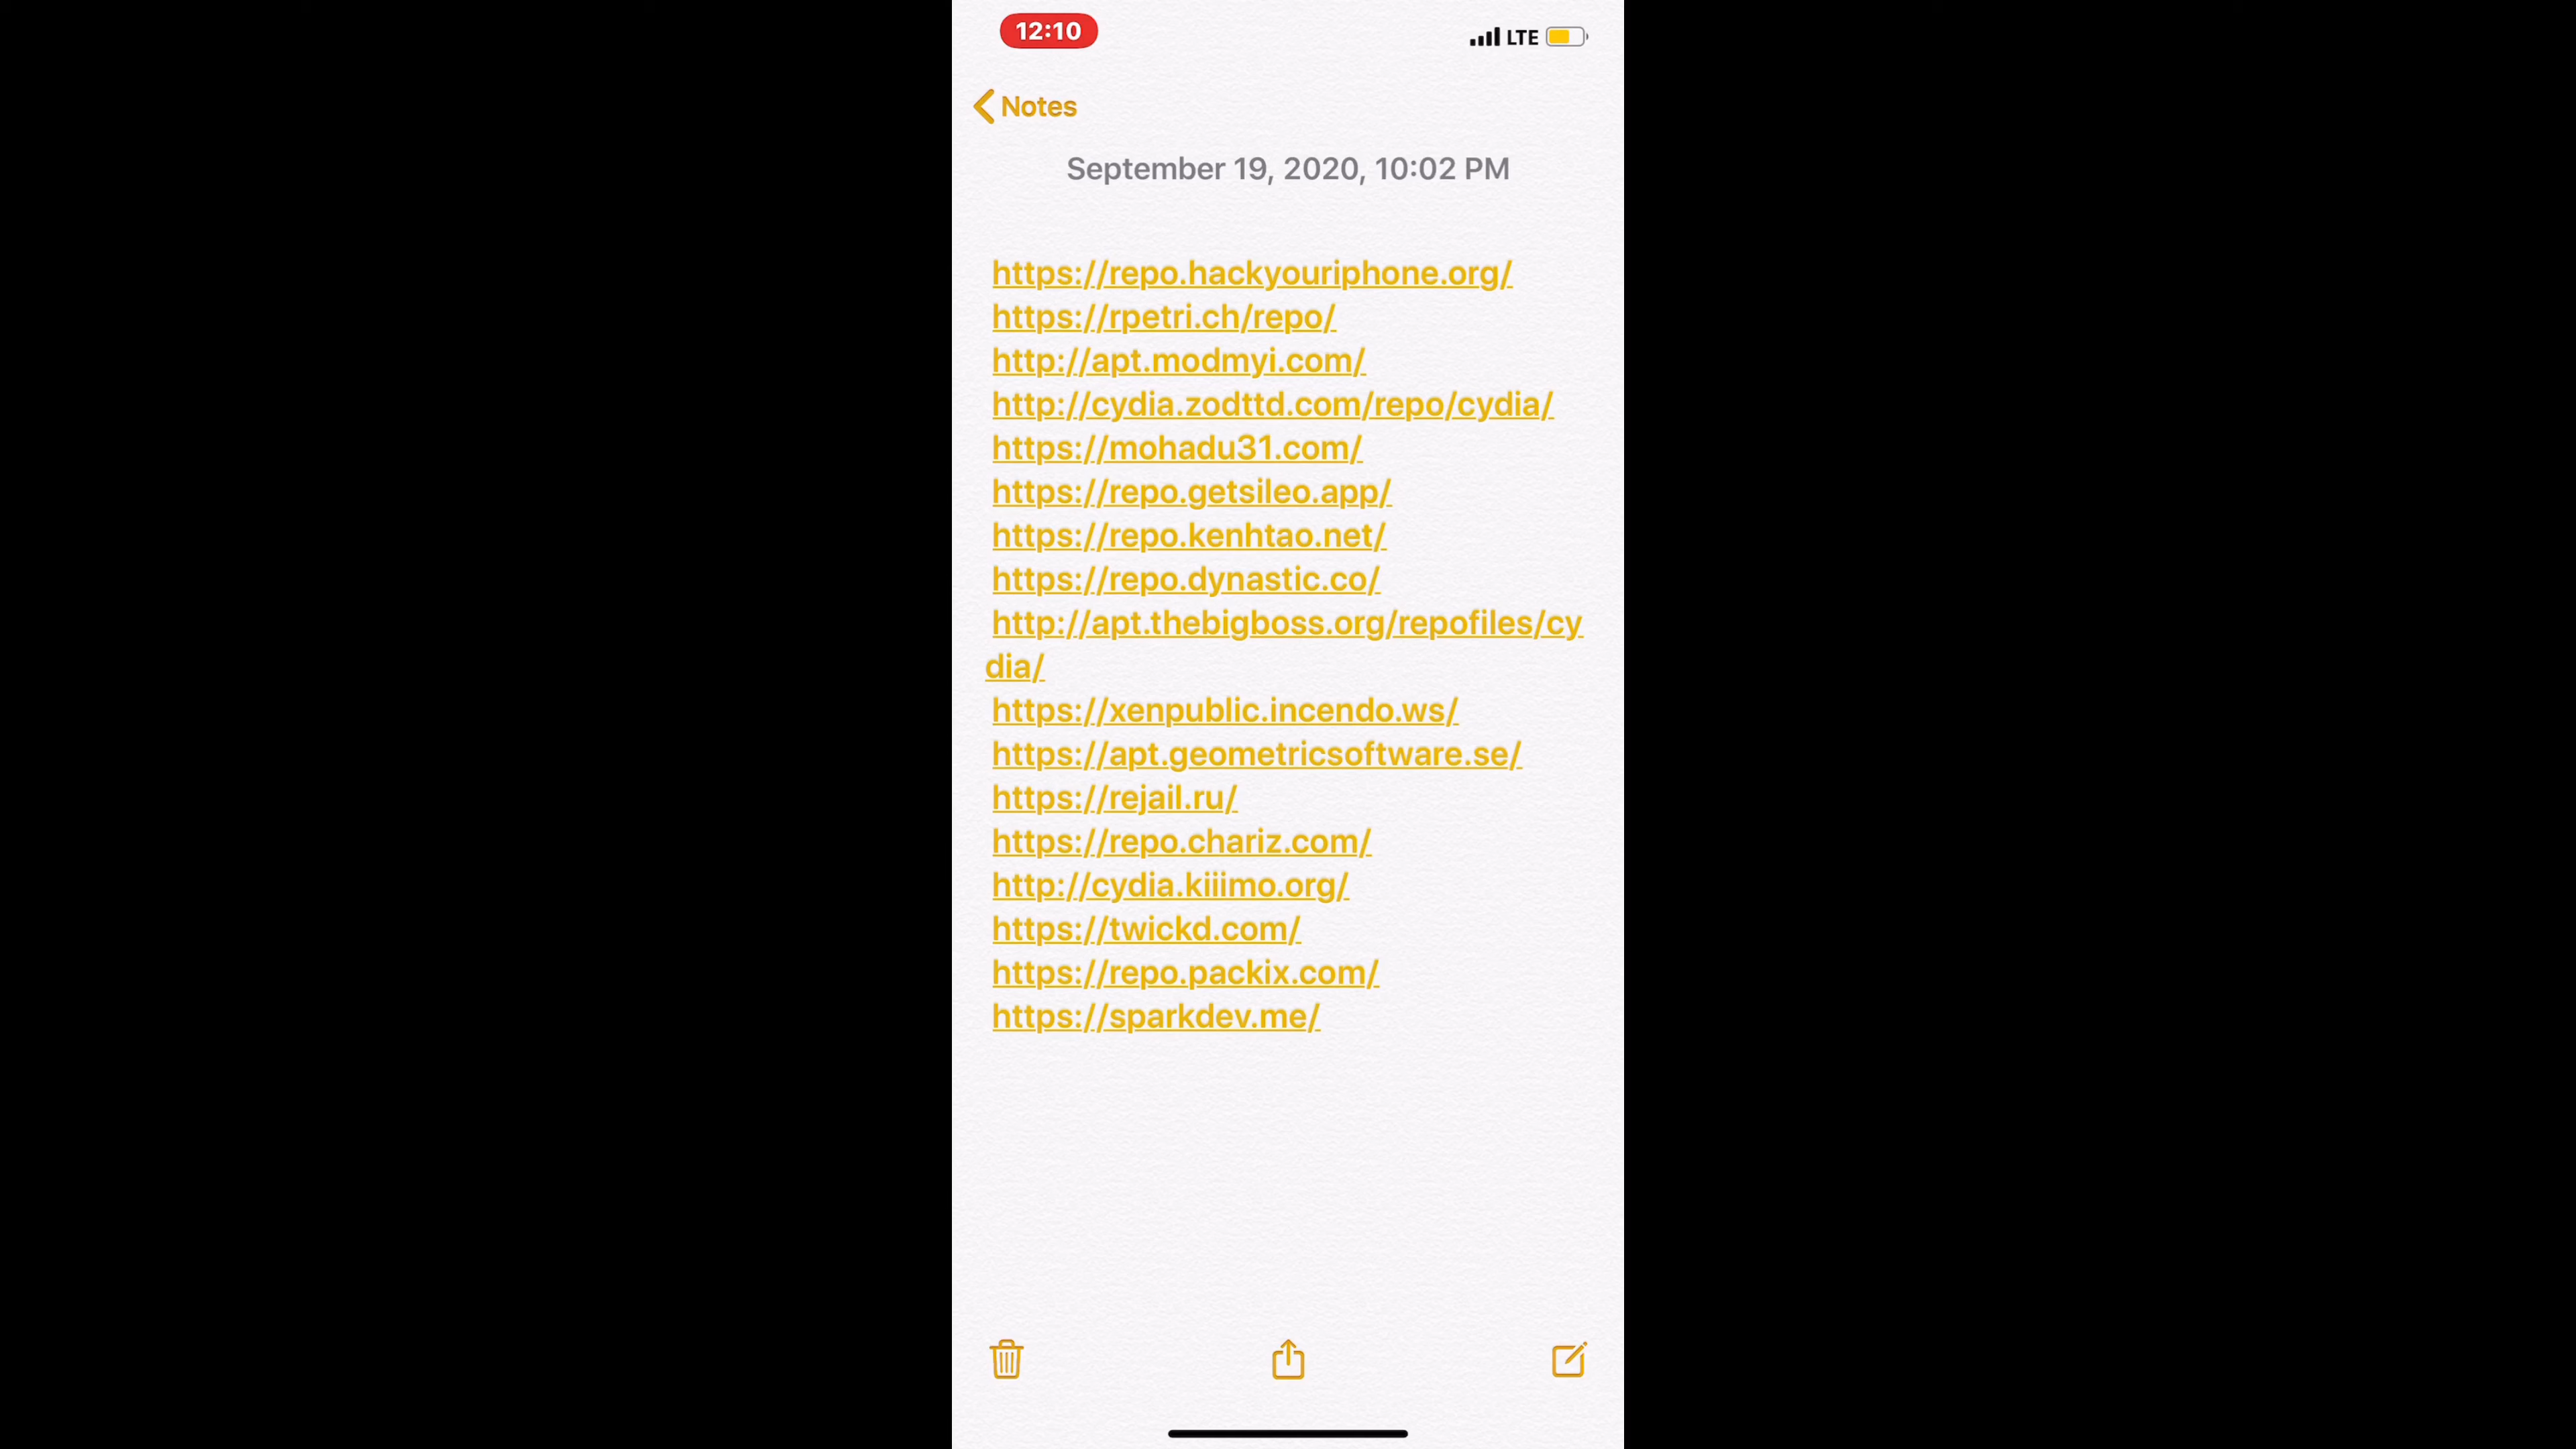 12:10
LTE
Notes
September 19, 2020, 10:02 PM
https://repo.hackyouriphone.org/
https://rpetri.ch/repo/
http://apt.modmyi.com/
http://cydia.zodttd.com/repo/cydia/
https://mohadu31.com/
https://repo.getsileo.app/
https://repo.kenhtao.net/
https://repo.dynastic.co/
http://apt.thebigboss.org/repofiles/cy
dia/
https://xenpublic.incendo.ws/
https://apt.geometricsoftware.se/
https://rejail.ru/
https://repo.chariz.com/
http://cydia.kiiimo.org/
https://twickd.com/
https://repo.packix.com/
https://sparkdev.me/